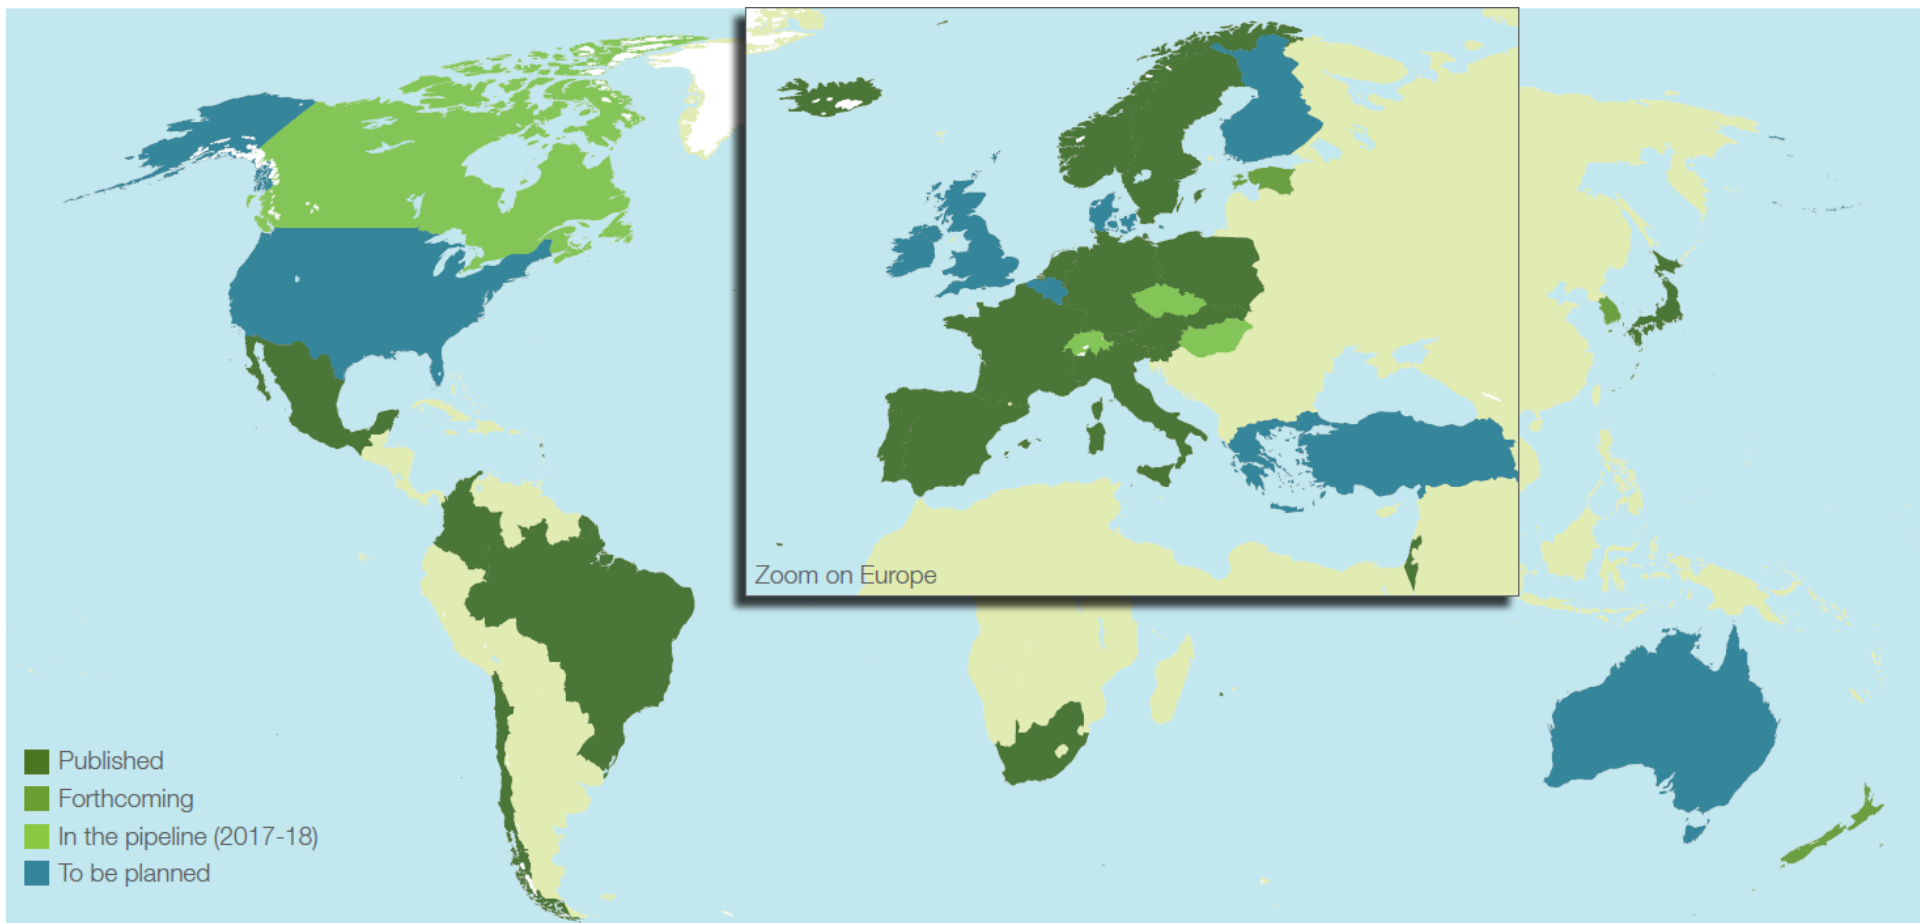 Zoom on Europe
Published
Forthcoming
In the pipeline (2017-18)
To be planned